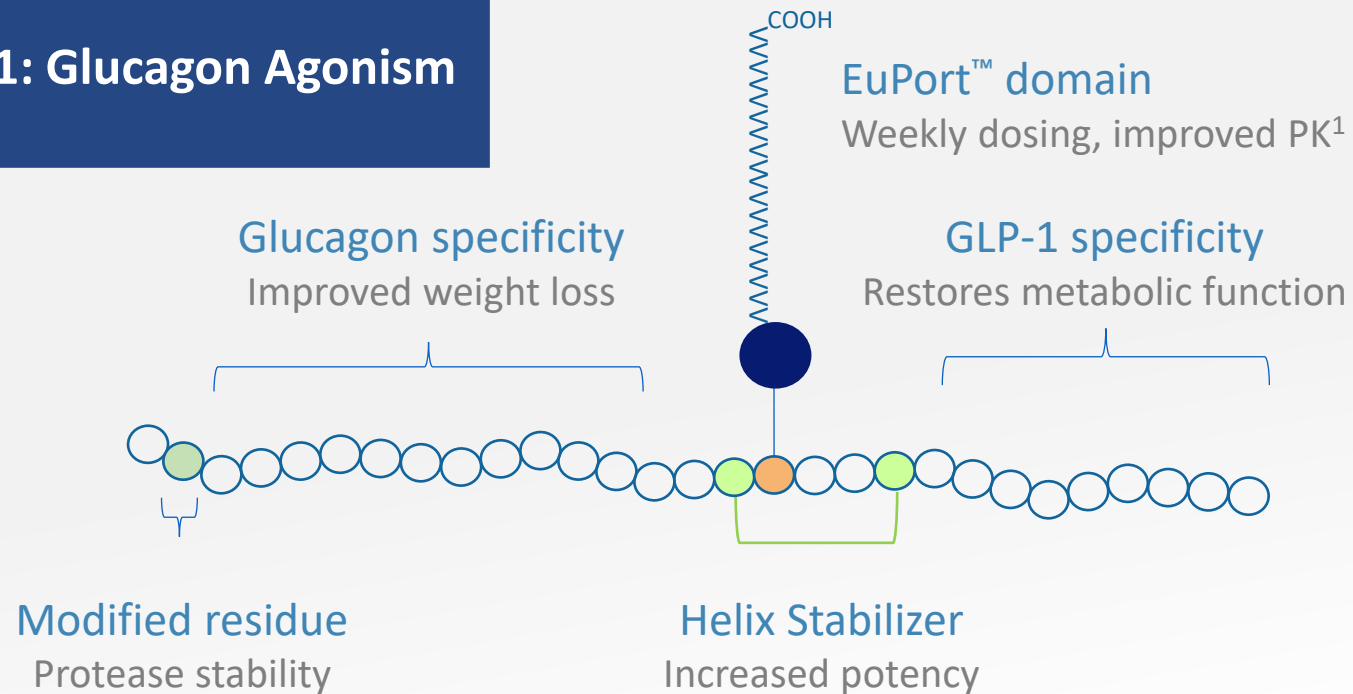 1: Glucagon Agonism
COOH
EuPort™ domain
Weekly dosing, improved PK¹
Glucagon specificity
Improved weight loss
GLP-1 specificity
Restores metabolic function
Modified residue
Protease stability
Helix Stabilizer
Increased potency